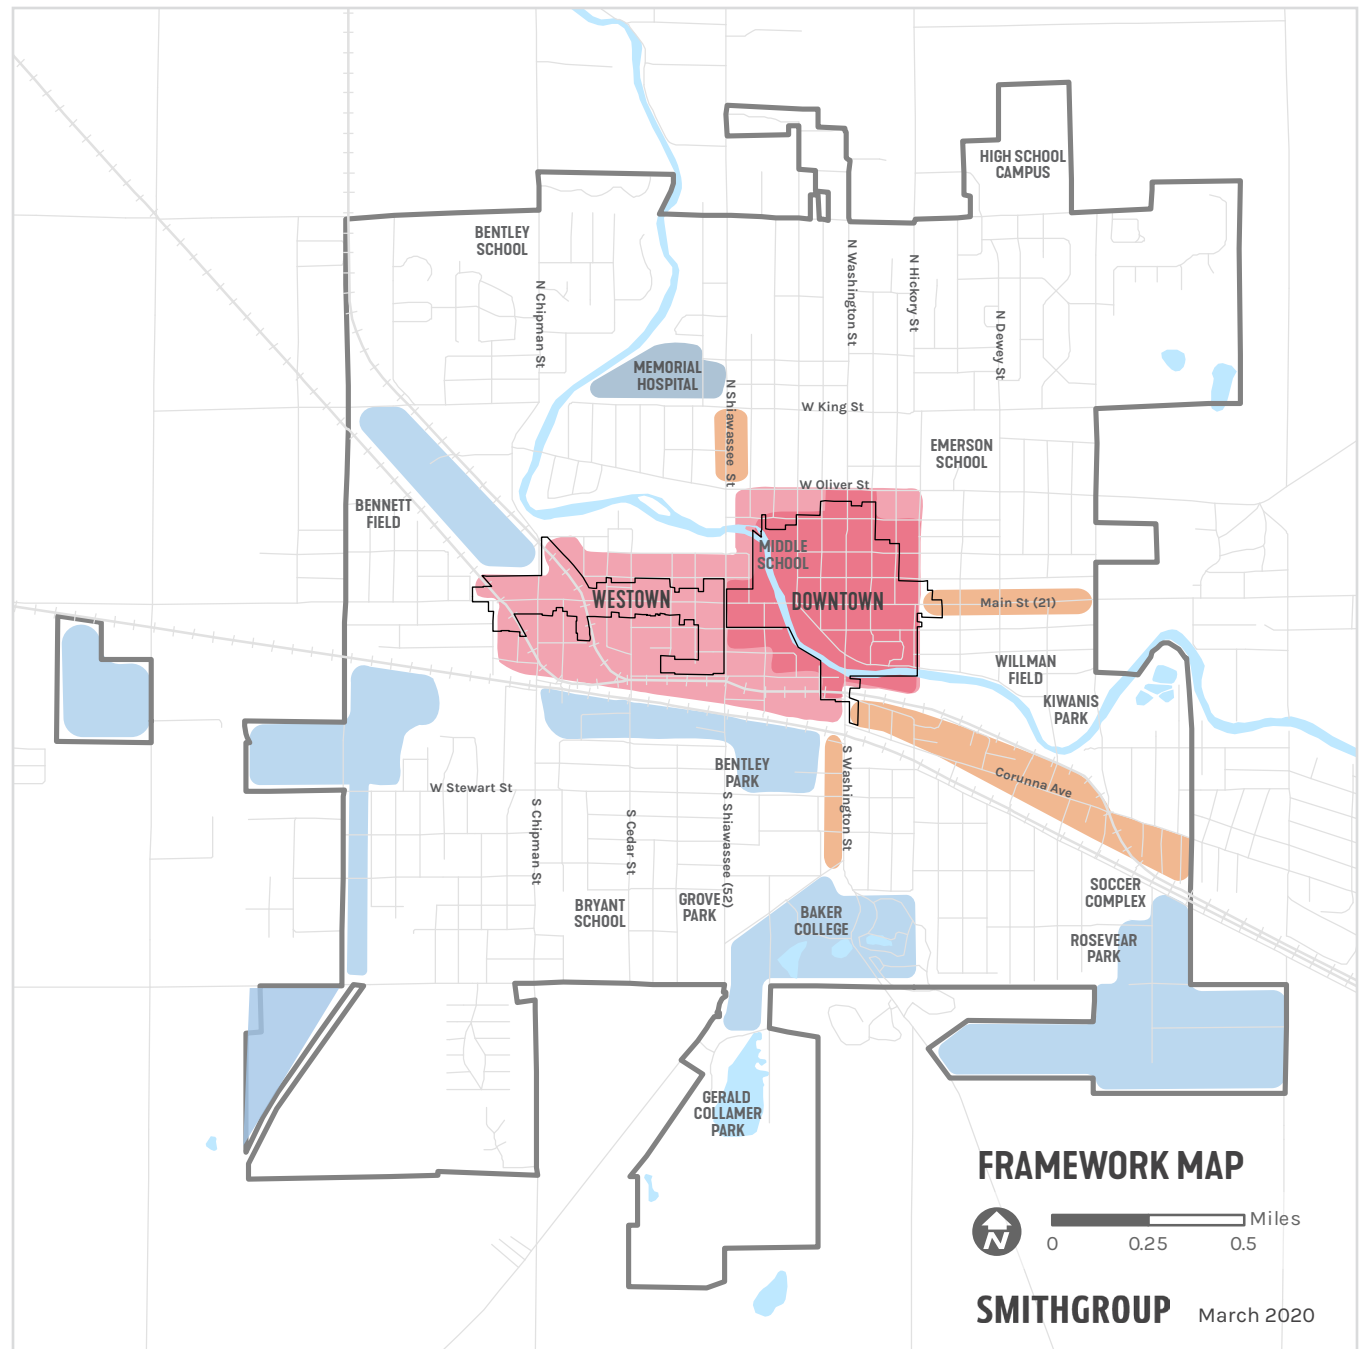 HIGH SCHOOL
CAMPUS
BENTLEY
SCHOOL
N Chipman St
N Washington St
N Hickory St
N Dewey St
MEMORIAL
HOSPITAL
N Shiawassee St
W King St
EMERSON
SCHOOL
W Oliver St
BENNETT
FIELD
MIDDLE
SCHOOL
WESTOWN
DOWNTOWN
Main St (21)
WILLMAN
FIELD
KIWANIS
PARK
BENTLEY
PARK
W Stewart St
S Chipman St
S Cedar St
S Shiawassee (52)
S Washington St
Corunna Ave
BRYANT
SCHOOL
GROVE
PARK
BAKER
COLLEGE
SOCCER
COMPLEX
ROSEVEAR
PARK
GERALD
COLLAMER
PARK
FRAMEWORK MAP
N
Miles
0 0.25 0.5
SMITHGROUP March 2020